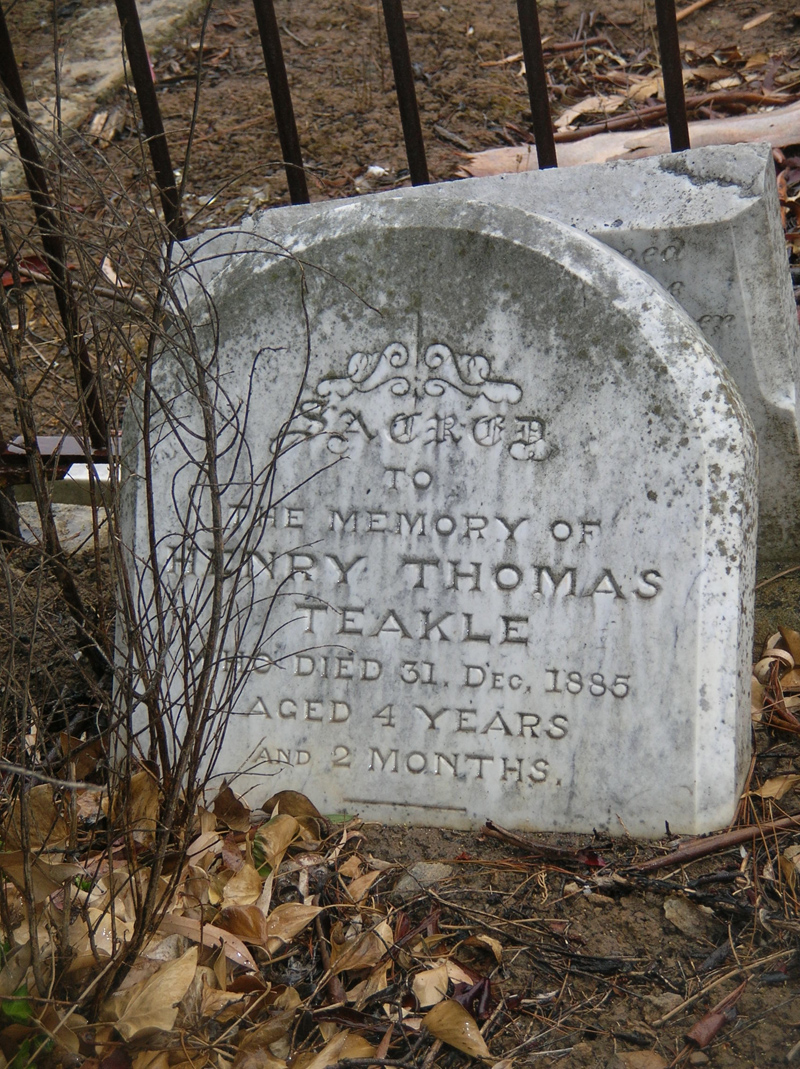 SACRED
TO
THE MEMORY OF
HENRY THOMAS
TEAKLE
WHO DIED 31. DEC, 1885
AGED 4 YEARS
AND 2 MONTHS.